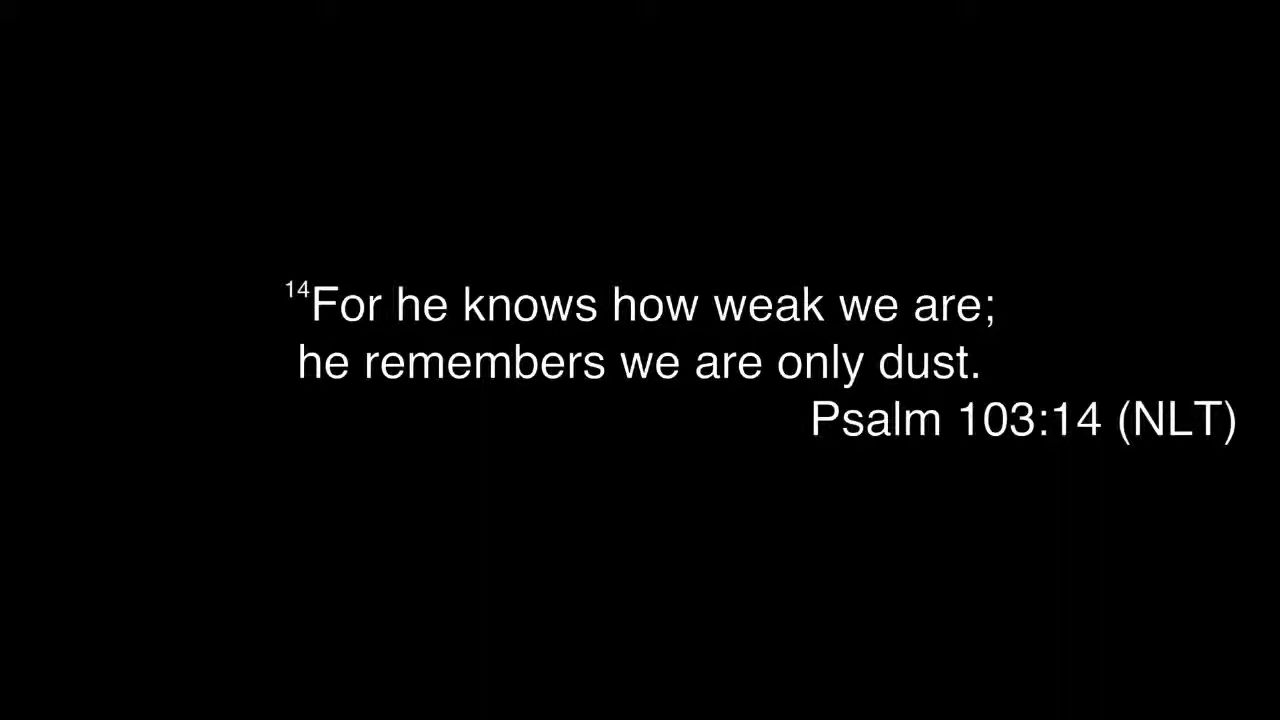 ¹⁴For he knows how weak we are;
he remembers we are only dust.
Psalm 103:14 (NLT)